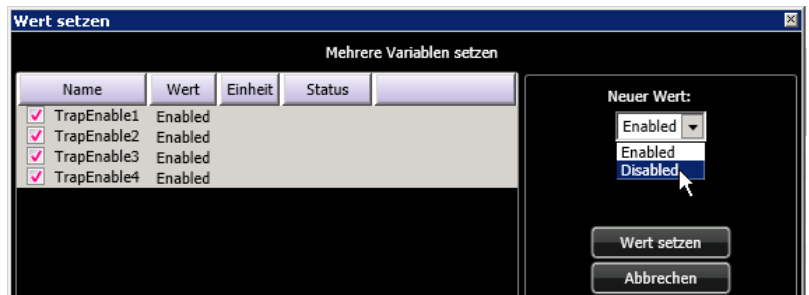 Wert setzen
Mehrere Variablen setzen
Name Wert Einheit Status
TrapEnable1 Enabled
TrapEnable2 Enabled
TrapEnable3 Enabled
TrapEnable4 Enabled
Neuer Wert:
Enabled
Enabled
Disabled
Wert setzen
Abbrechen